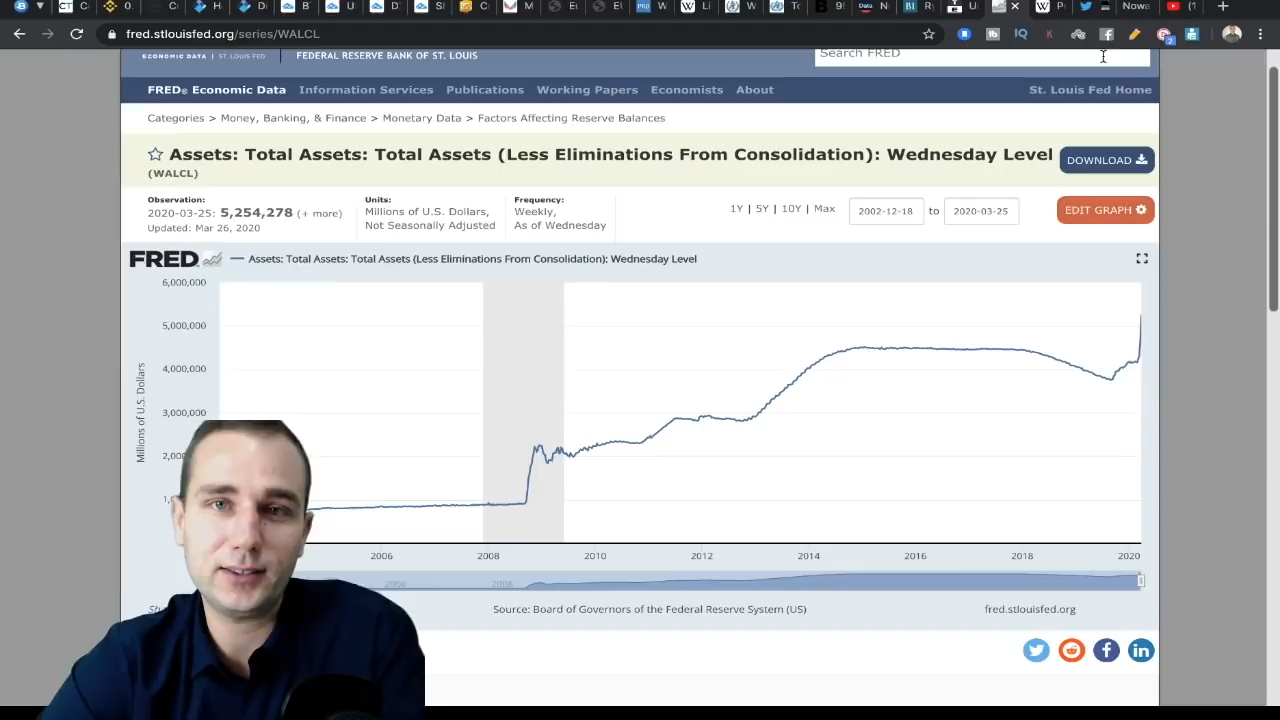 fred.stlouisfed.org/series/WALCL
ECONOMIC DATA | ST. LOUIS FED
FEDERAL RESERVE BANK OF ST. LOUIS
Search FRED
FRED® Economic Data Information Services Publications Working Papers Economists About St. Louis Fed Home
Categories > Money, Banking, & Finance > Monetary Data > Factors Affecting Reserve Balances
Assets: Total Assets: Total Assets (Less Eliminations From Consolidation): Wednesday Level
(WALCL)
DOWNLOAD
Observation:
2020-03-25: 5,254,278 (+ more)
Updated: Mar 26, 2020
Units:
Millions of U.S. Dollars,
Not Seasonally Adjusted
Frequency:
Weekly,
As of Wednesday
1Y | 5Y | 10Y | Max
2002-12-18 to 2020-03-25
EDIT GRAPH
FRED
Assets: Total Assets: Total Assets (Less Eliminations From Consolidation): Wednesday Level
6,000,000
5,000,000
4,000,000
3,000,000
Millions of U.S. Dollars
2006 2008 2010 2012 2014 2016 2018 2020
2006 2008
Source: Board of Governors of the Federal Reserve System (US)
fred.stlouisfed.org